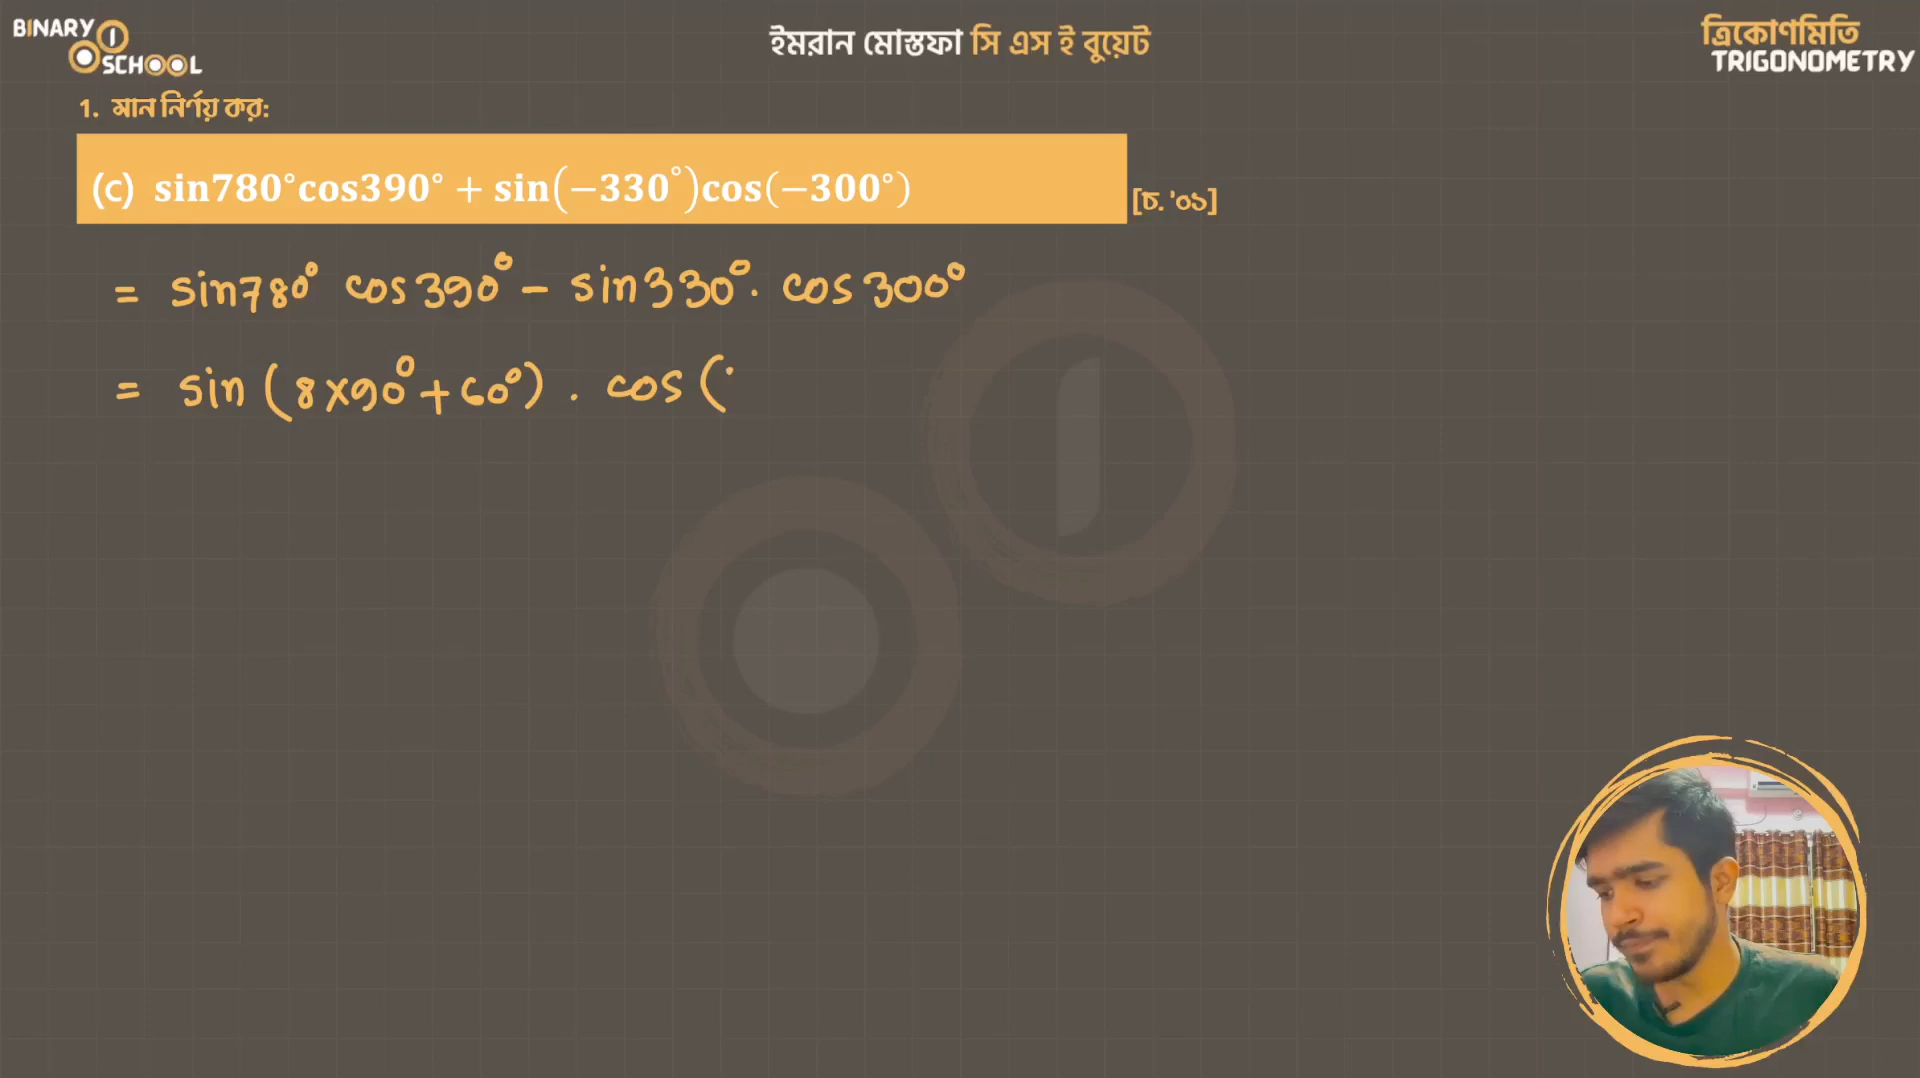 BINARY SCHOOL
ইমরান মোস্তফা সি এস ই বুয়েট
ত্রিকোণমিতি
TRIGONOMETRY
1. মান নির্ণয় কর:
(c) sin780°cos390° + sin(−330°)cos(−300°)
[চ. '০১]
= sin780° cos390° − sin330°. cos300°
= sin (8×90°+60°) . cos (